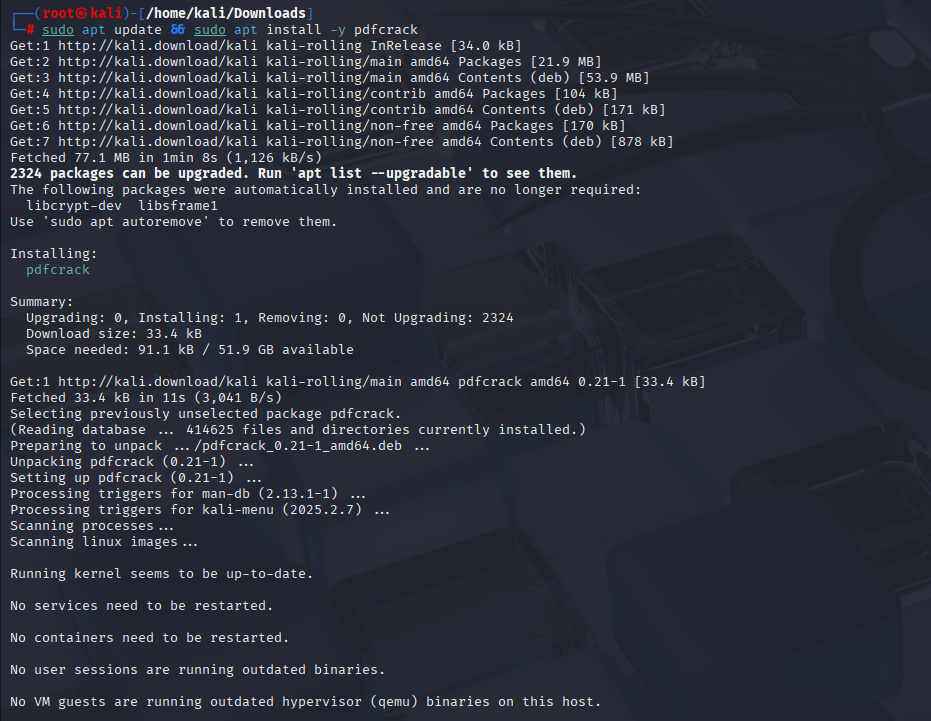 ┌──(root㉿kali)-[/home/kali/Downloads]
└─# sudo apt update && sudo apt install -y pdfcrack
Get:1 http://kali.download/kali kali-rolling InRelease [34.0 kB]
Get:2 http://kali.download/kali kali-rolling/main amd64 Packages [21.9 MB]
Get:3 http://kali.download/kali kali-rolling/main amd64 Contents (deb) [53.9 MB]
Get:4 http://kali.download/kali kali-rolling/contrib amd64 Packages [104 kB]
Get:5 http://kali.download/kali kali-rolling/contrib amd64 Contents (deb) [171 kB]
Get:6 http://kali.download/kali kali-rolling/non-free amd64 Packages [170 kB]
Get:7 http://kali.download/kali kali-rolling/non-free amd64 Contents (deb) [878 kB]
Fetched 77.1 MB in 1min 8s (1,126 kB/s)
2324 packages can be upgraded. Run 'apt list --upgradable' to see them.
The following packages were automatically installed and are no longer required:
  libcrypt-dev  libsframe1
Use 'sudo apt autoremove' to remove them.

Installing:
  pdfcrack

Summary:
  Upgrading: 0, Installing: 1, Removing: 0, Not Upgrading: 2324
  Download size: 33.4 kB
  Space needed: 91.1 kB / 51.9 GB available

Get:1 http://kali.download/kali kali-rolling/main amd64 pdfcrack amd64 0.21-1 [33.4 kB]
Fetched 33.4 kB in 11s (3,041 B/s)
Selecting previously unselected package pdfcrack.
(Reading database ... 414625 files and directories currently installed.)
Preparing to unpack .../pdfcrack_0.21-1_amd64.deb ...
Unpacking pdfcrack (0.21-1) ...
Setting up pdfcrack (0.21-1) ...
Processing triggers for man-db (2.13.1-1) ...
Processing triggers for kali-menu (2025.2.7) ...
Scanning processes...
Scanning linux images...

Running kernel seems to be up-to-date.

No services need to be restarted.

No containers need to be restarted.

No user sessions are running outdated binaries.

No VM guests are running outdated hypervisor (qemu) binaries on this host.